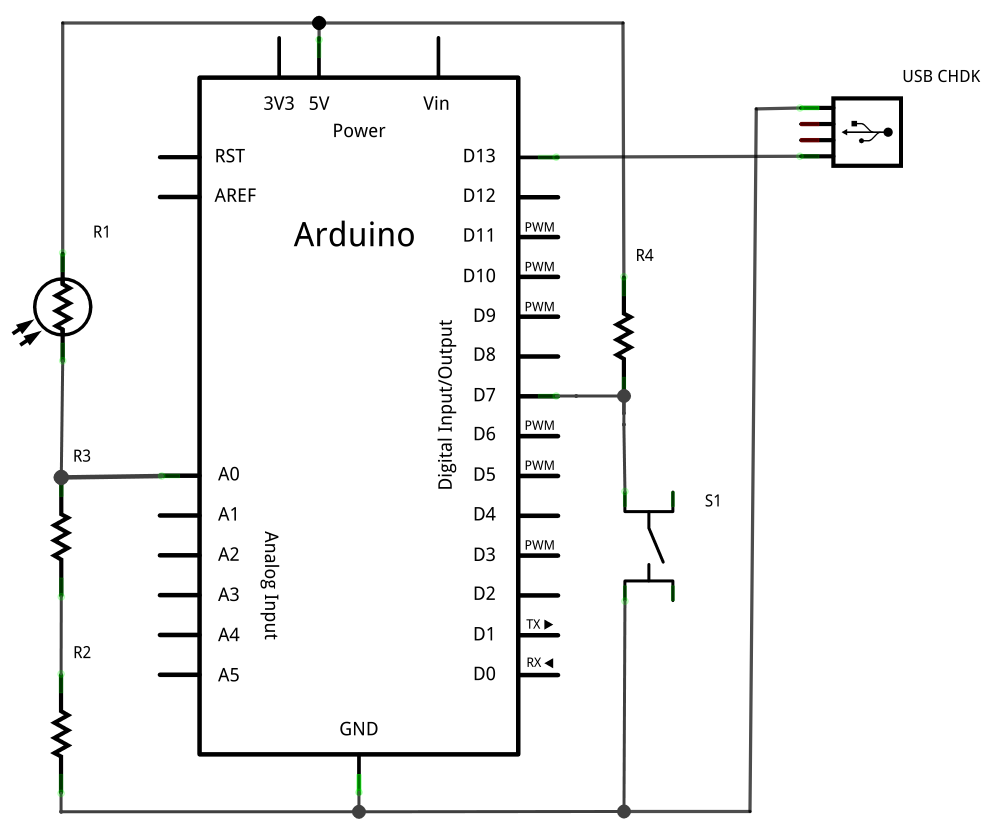 USB CHDK
3V3 5V Vin
Power
RST
AREF
Arduino
D13
D12
D11 PWM
D10 PWM
D9 PWM
D8
D7
D6 PWM
D5 PWM
D4
D3 PWM
D2
D1 TX
D0 RX
Digital Input/Output
A0
A1
A2
A3
A4
A5
Analog Input
GND
R1
R3
R2
R4
S1